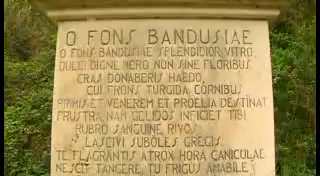 O FONS BANDUSIAE
O FONS BANDUSIAE SPLENDIDIOR VITRO,
DULCI DIGNE MERO NON SINE FLORIBUS
CRAS DONABERIS HAEDO,
CUI FRONS TURGIDA CORNIBUS
PRIMIS ET VENEREM ET PROELIA DESTINAT
FRUSTRA NAM GELIDOS INFICIET TIBI
RUBRO SANGUINE RIVOS
LASCIVI SUBOLES GREGIS.
TE FLAGRANTIS ATROX HORA CANICULAE
NESCIT TANGERE, TU FRIGUS AMABILE